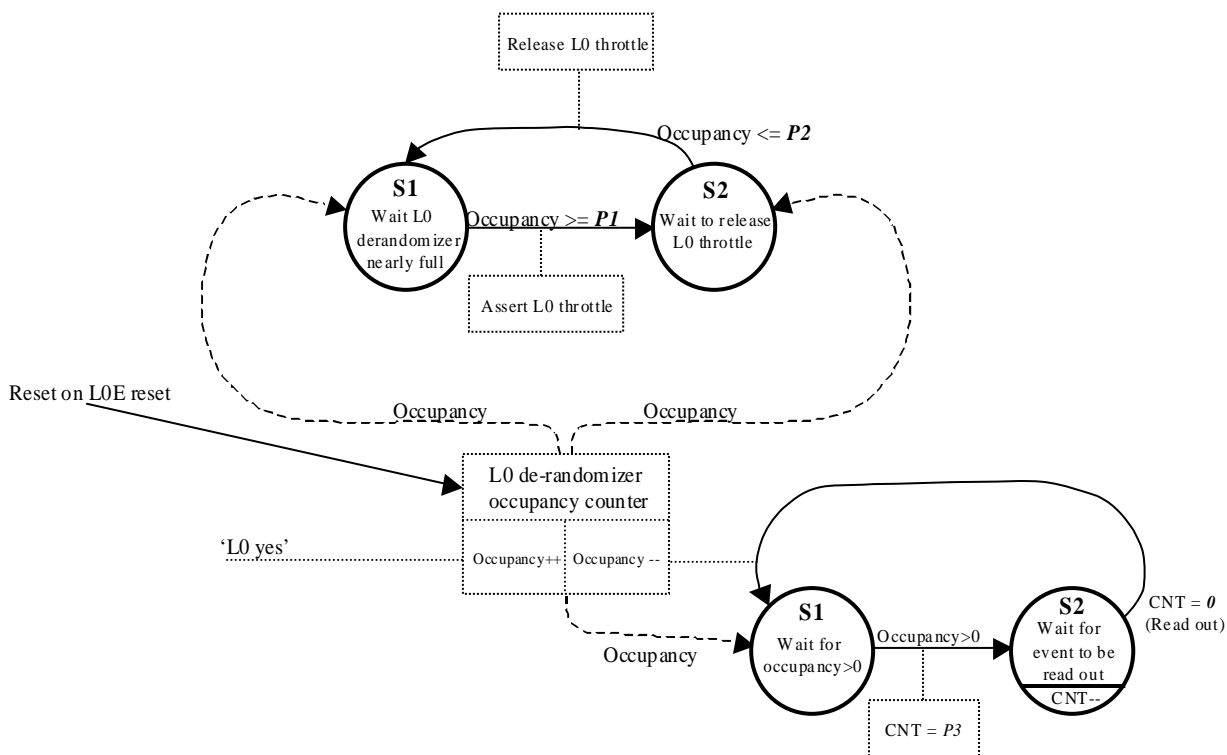 Release L0 throttle
Occupancy <= P2
S1
Wait L0
derandomizer
nearly full
Occupancy >= P1
S2
Wait to release
L0 throttle
Assert L0 throttle
Reset on L0E reset
Occupancy
Occupancy
L0 de-randomizer
occupancy counter
‘L0 yes’
Occupancy++
Occupancy --
S1
Wait for
occupancy>0
Occupancy>0
S2
Wait for
event to be
read out
CNT--
CNT = 0
(Read out)
Occupancy
CNT = P3